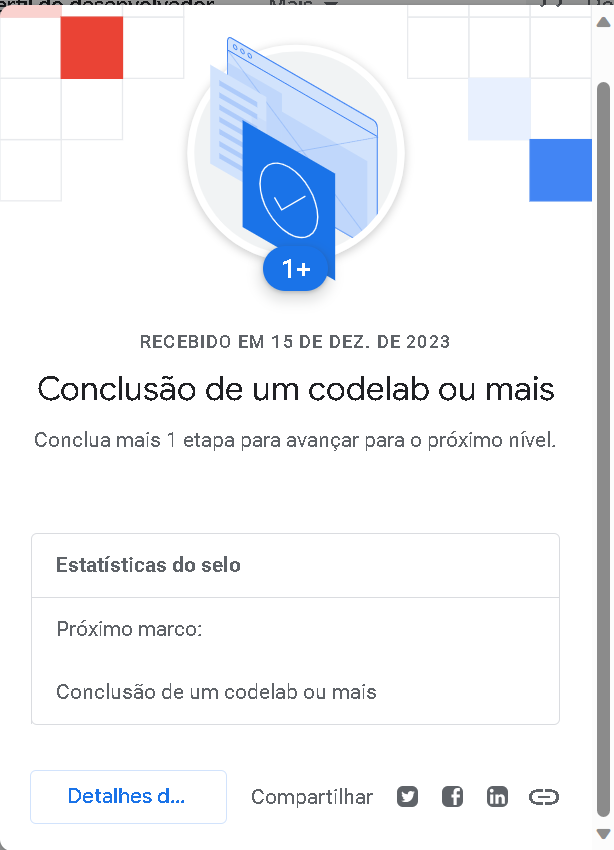 Mais
1+
RECEBIDO EM 15 DE DEZ. DE 2023
Conclusão de um codelab ou mais
Conclua mais 1 etapa para avançar para o próximo nível.
Estatísticas do selo
Próximo marco:
Conclusão de um codelab ou mais
Detalhes d...
Compartilhar